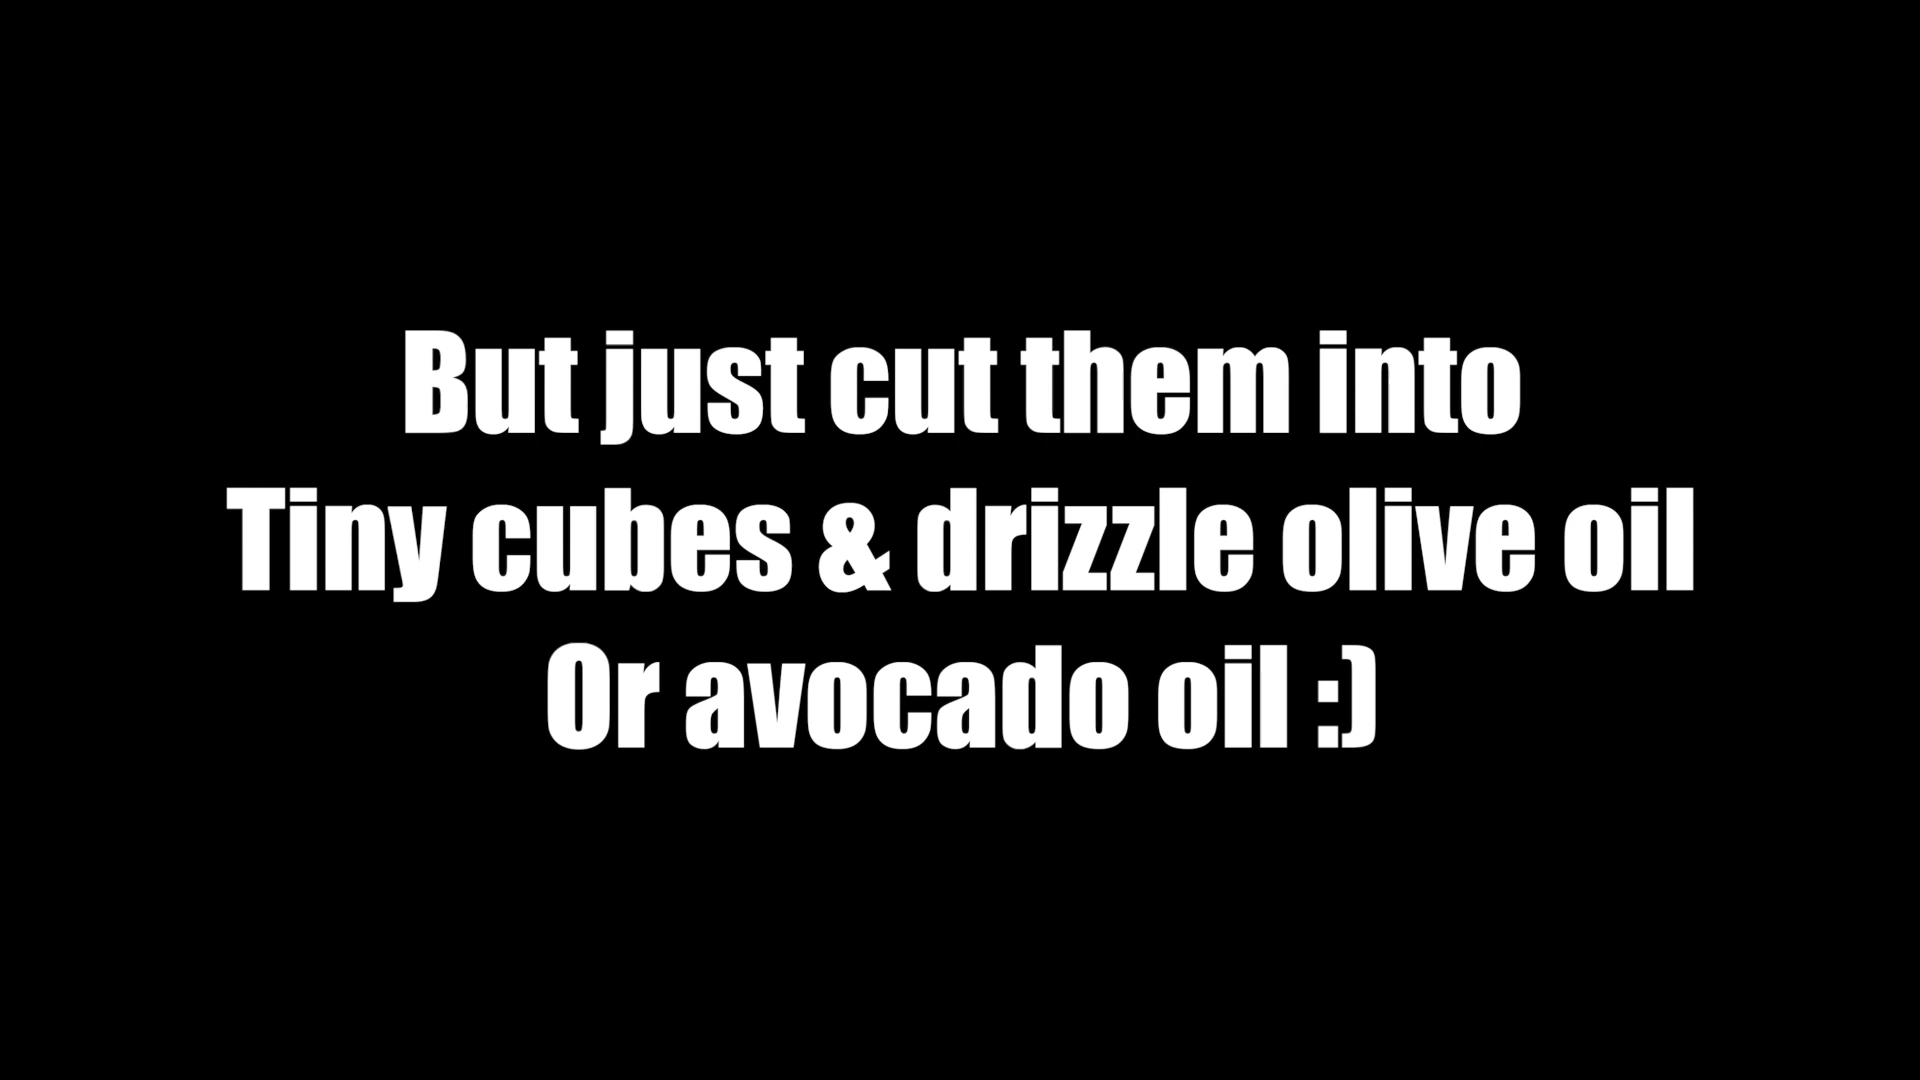 But just cut them into
Tiny cubes & drizzle olive oil
Or avocado oil :)